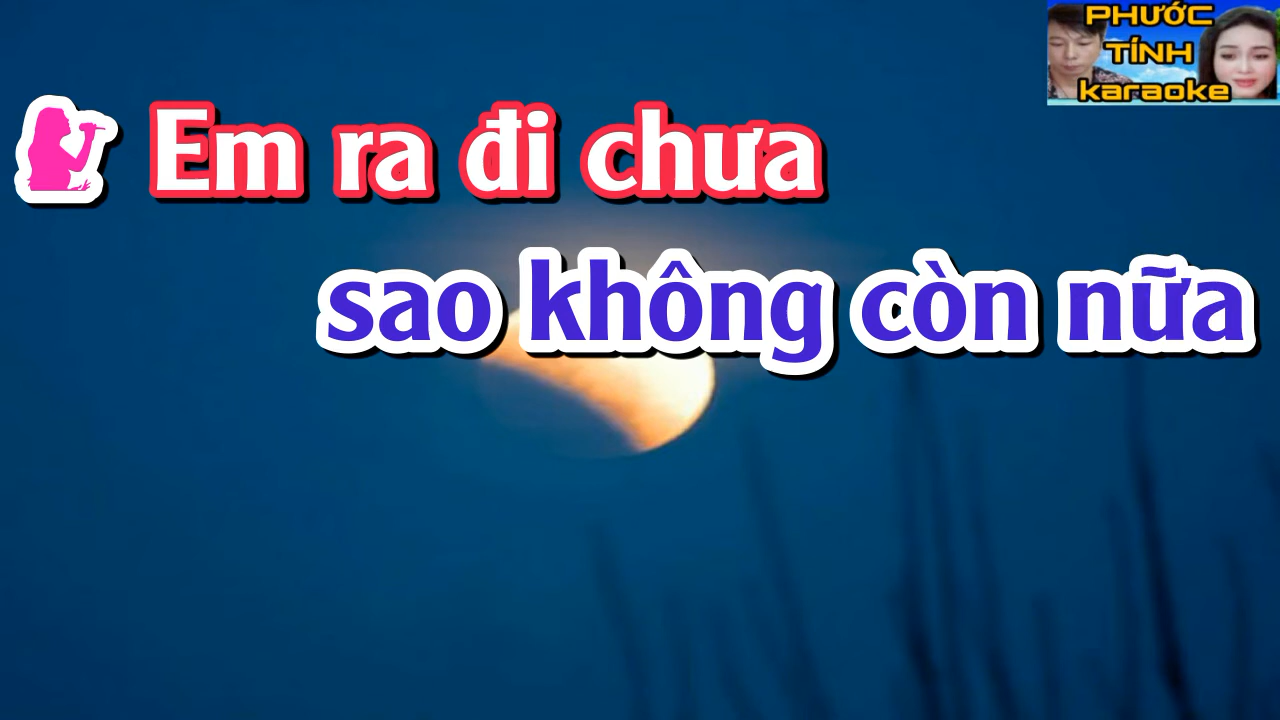 PHƯỚC
TÍNH
karaoke
Em ra đi chưa
sao không còn nữa